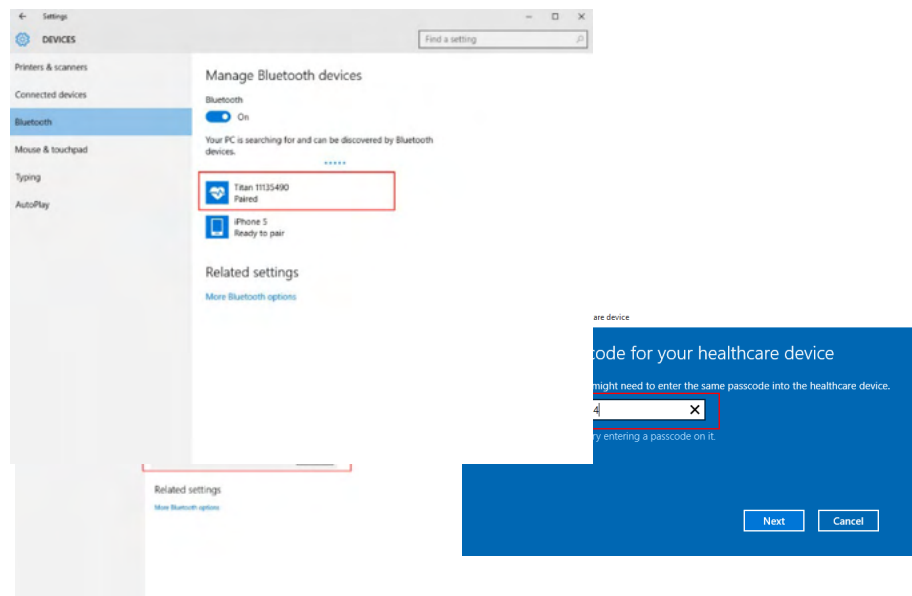 Settings
DEVICES
Find a setting
Printers & scanners
Connected devices
Bluetooth
Mouse & touchpad
Typing
AutoPlay
Manage Bluetooth devices
Bluetooth
On
Your PC is searching for and can be discovered by Bluetooth
devices.
Titan 11135490
Paired
iPhone 5
Ready to pair
Related settings
More Bluetooth options
are device
code for your healthcare device
might need to enter the same passcode into the healthcare device.
4
ry entering a passcode on it.
Next
Cancel
Related settings
More Bluetooth options